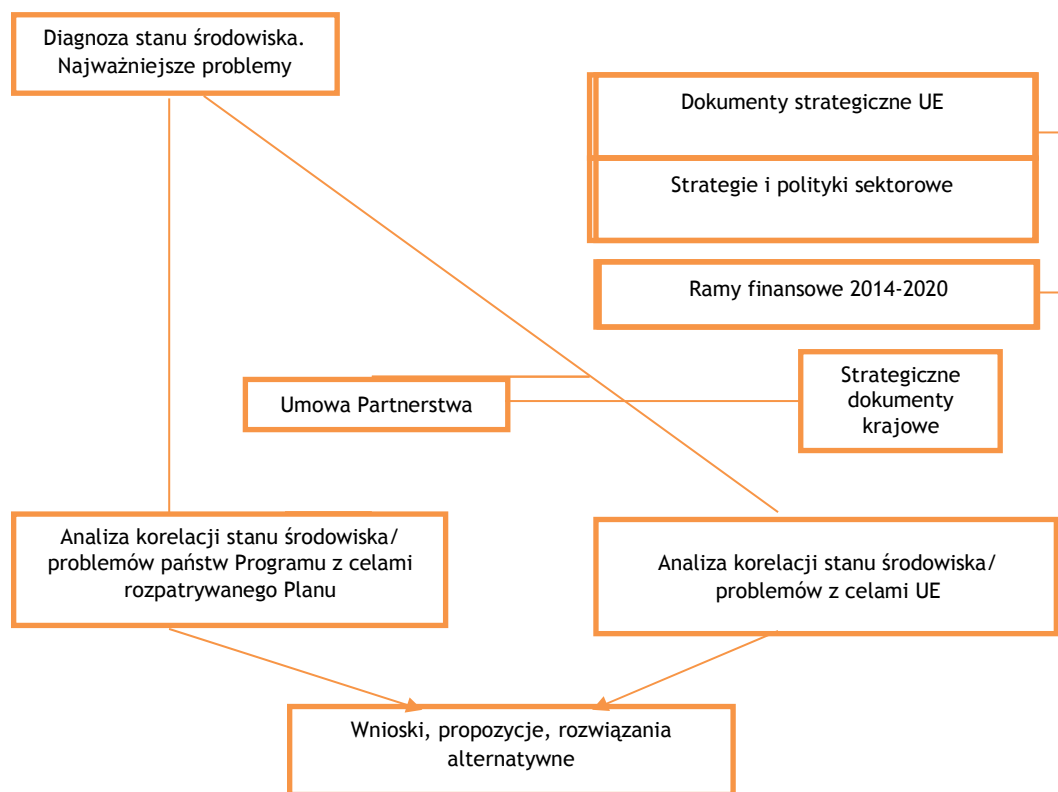 Diagnoza stanu środowiska.
Najważniejsze problemy
Dokumenty strategiczne UE
Strategie i polityki sektorowe
Ramy finansowe 2014-2020
Umowa Partnerstwa
Strategiczne
dokumenty
krajowe
Analiza korelacji stanu środowiska/
problemów państw Programu z celami
rozpatrywanego Planu
Analiza korelacji stanu środowiska/
problemów z celami UE
Wnioski, propozycje, rozwiązania
alternatywne